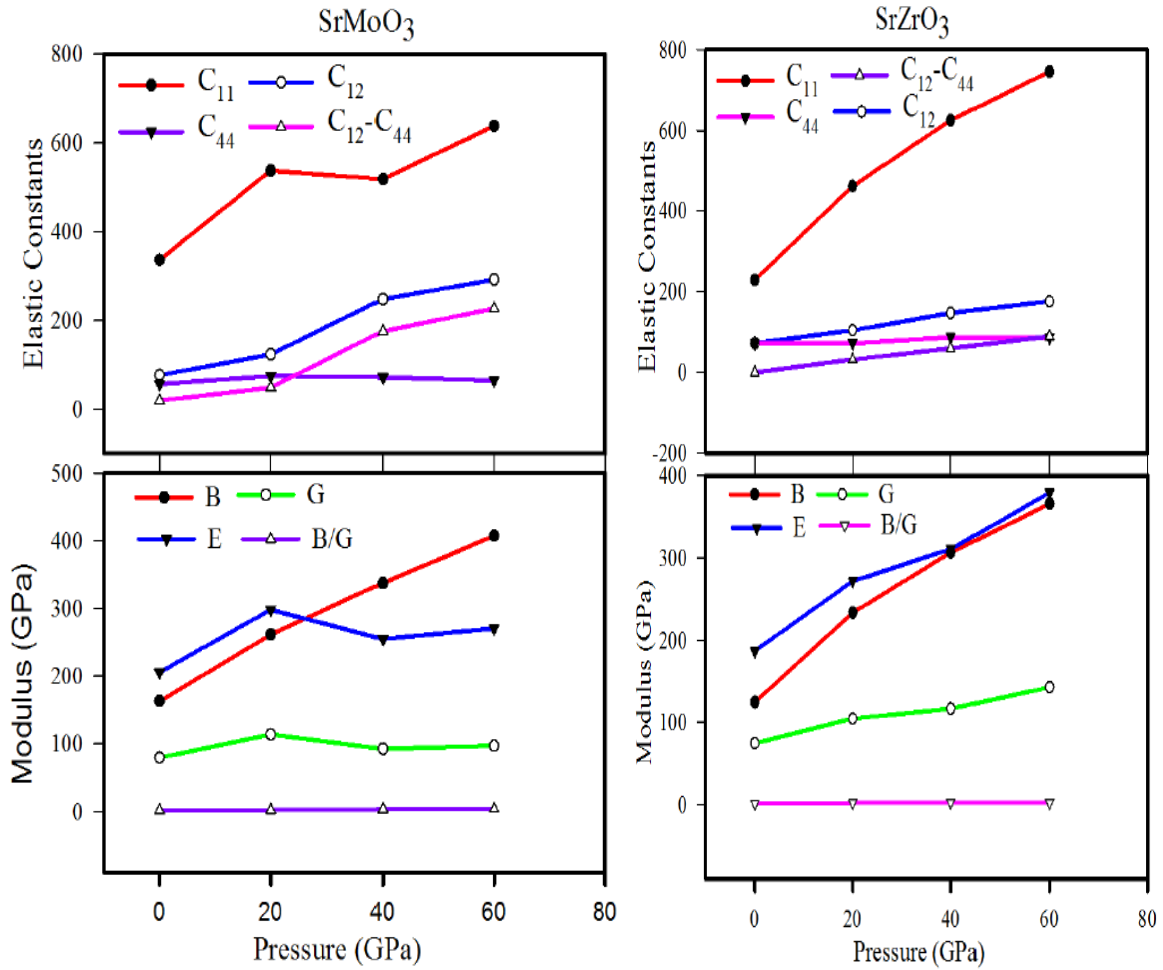 SrMoO3
800
600
400
200
0
Elastic Constants
C11
C12
C44
C12-C44
SrZrO3
800
600
400
200
0
-200
Elastic Constants
C11
C12-C44
C44
C12
500
400
300
200
100
0
Modulus (GPa)
B
G
E
B/G
0 20 40 60 80
Pressure (GPa)
400
300
200
100
0
Modulus (GPa)
B
G
E
B/G
0 20 40 60 80
Pressure (GPa)